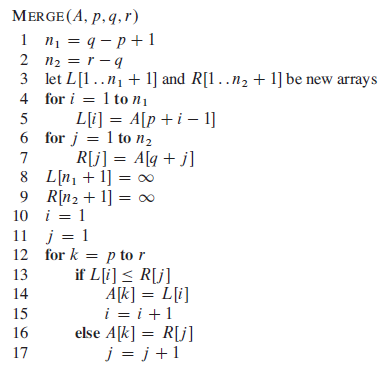 MERGE(A, p, q, r)
1 n₁ = q − p + 1
2 n₂ = r − q
3 let L[1..n₁ + 1] and R[1..n₂ + 1] be new arrays
4 for i = 1 to n₁
5 L[i] = A[p + i − 1]
6 for j = 1 to n₂
7 R[j] = A[q + j]
8 L[n₁ + 1] = ∞
9 R[n₂ + 1] = ∞
10 i = 1
11 j = 1
12 for k = p to r
13 if L[i] ≤ R[j]
14 A[k] = L[i]
15 i = i + 1
16 else A[k] = R[j]
17 j = j + 1